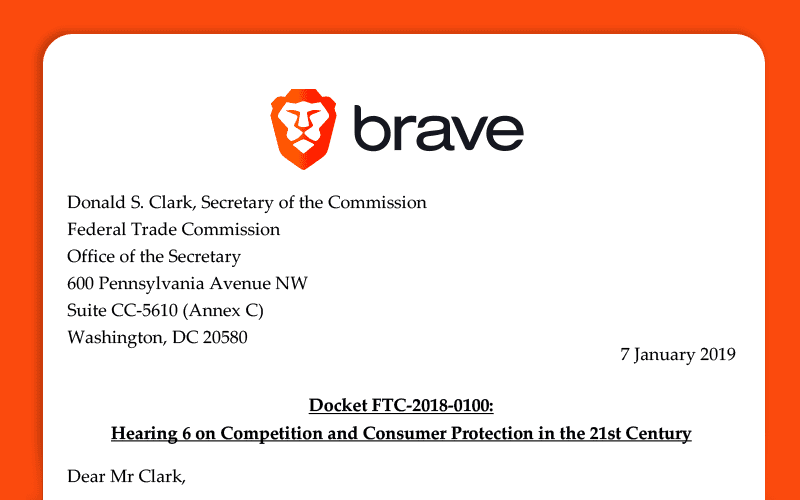 brave
Donald S. Clark, Secretary of the Commission
Federal Trade Commission
Office of the Secretary
600 Pennsylvania Avenue NW
Suite CC-5610 (Annex C)
Washington, DC 20580
7 January 2019
Docket FTC-2018-0100:
Hearing 6 on Competition and Consumer Protection in the 21st Century
Dear Mr Clark,